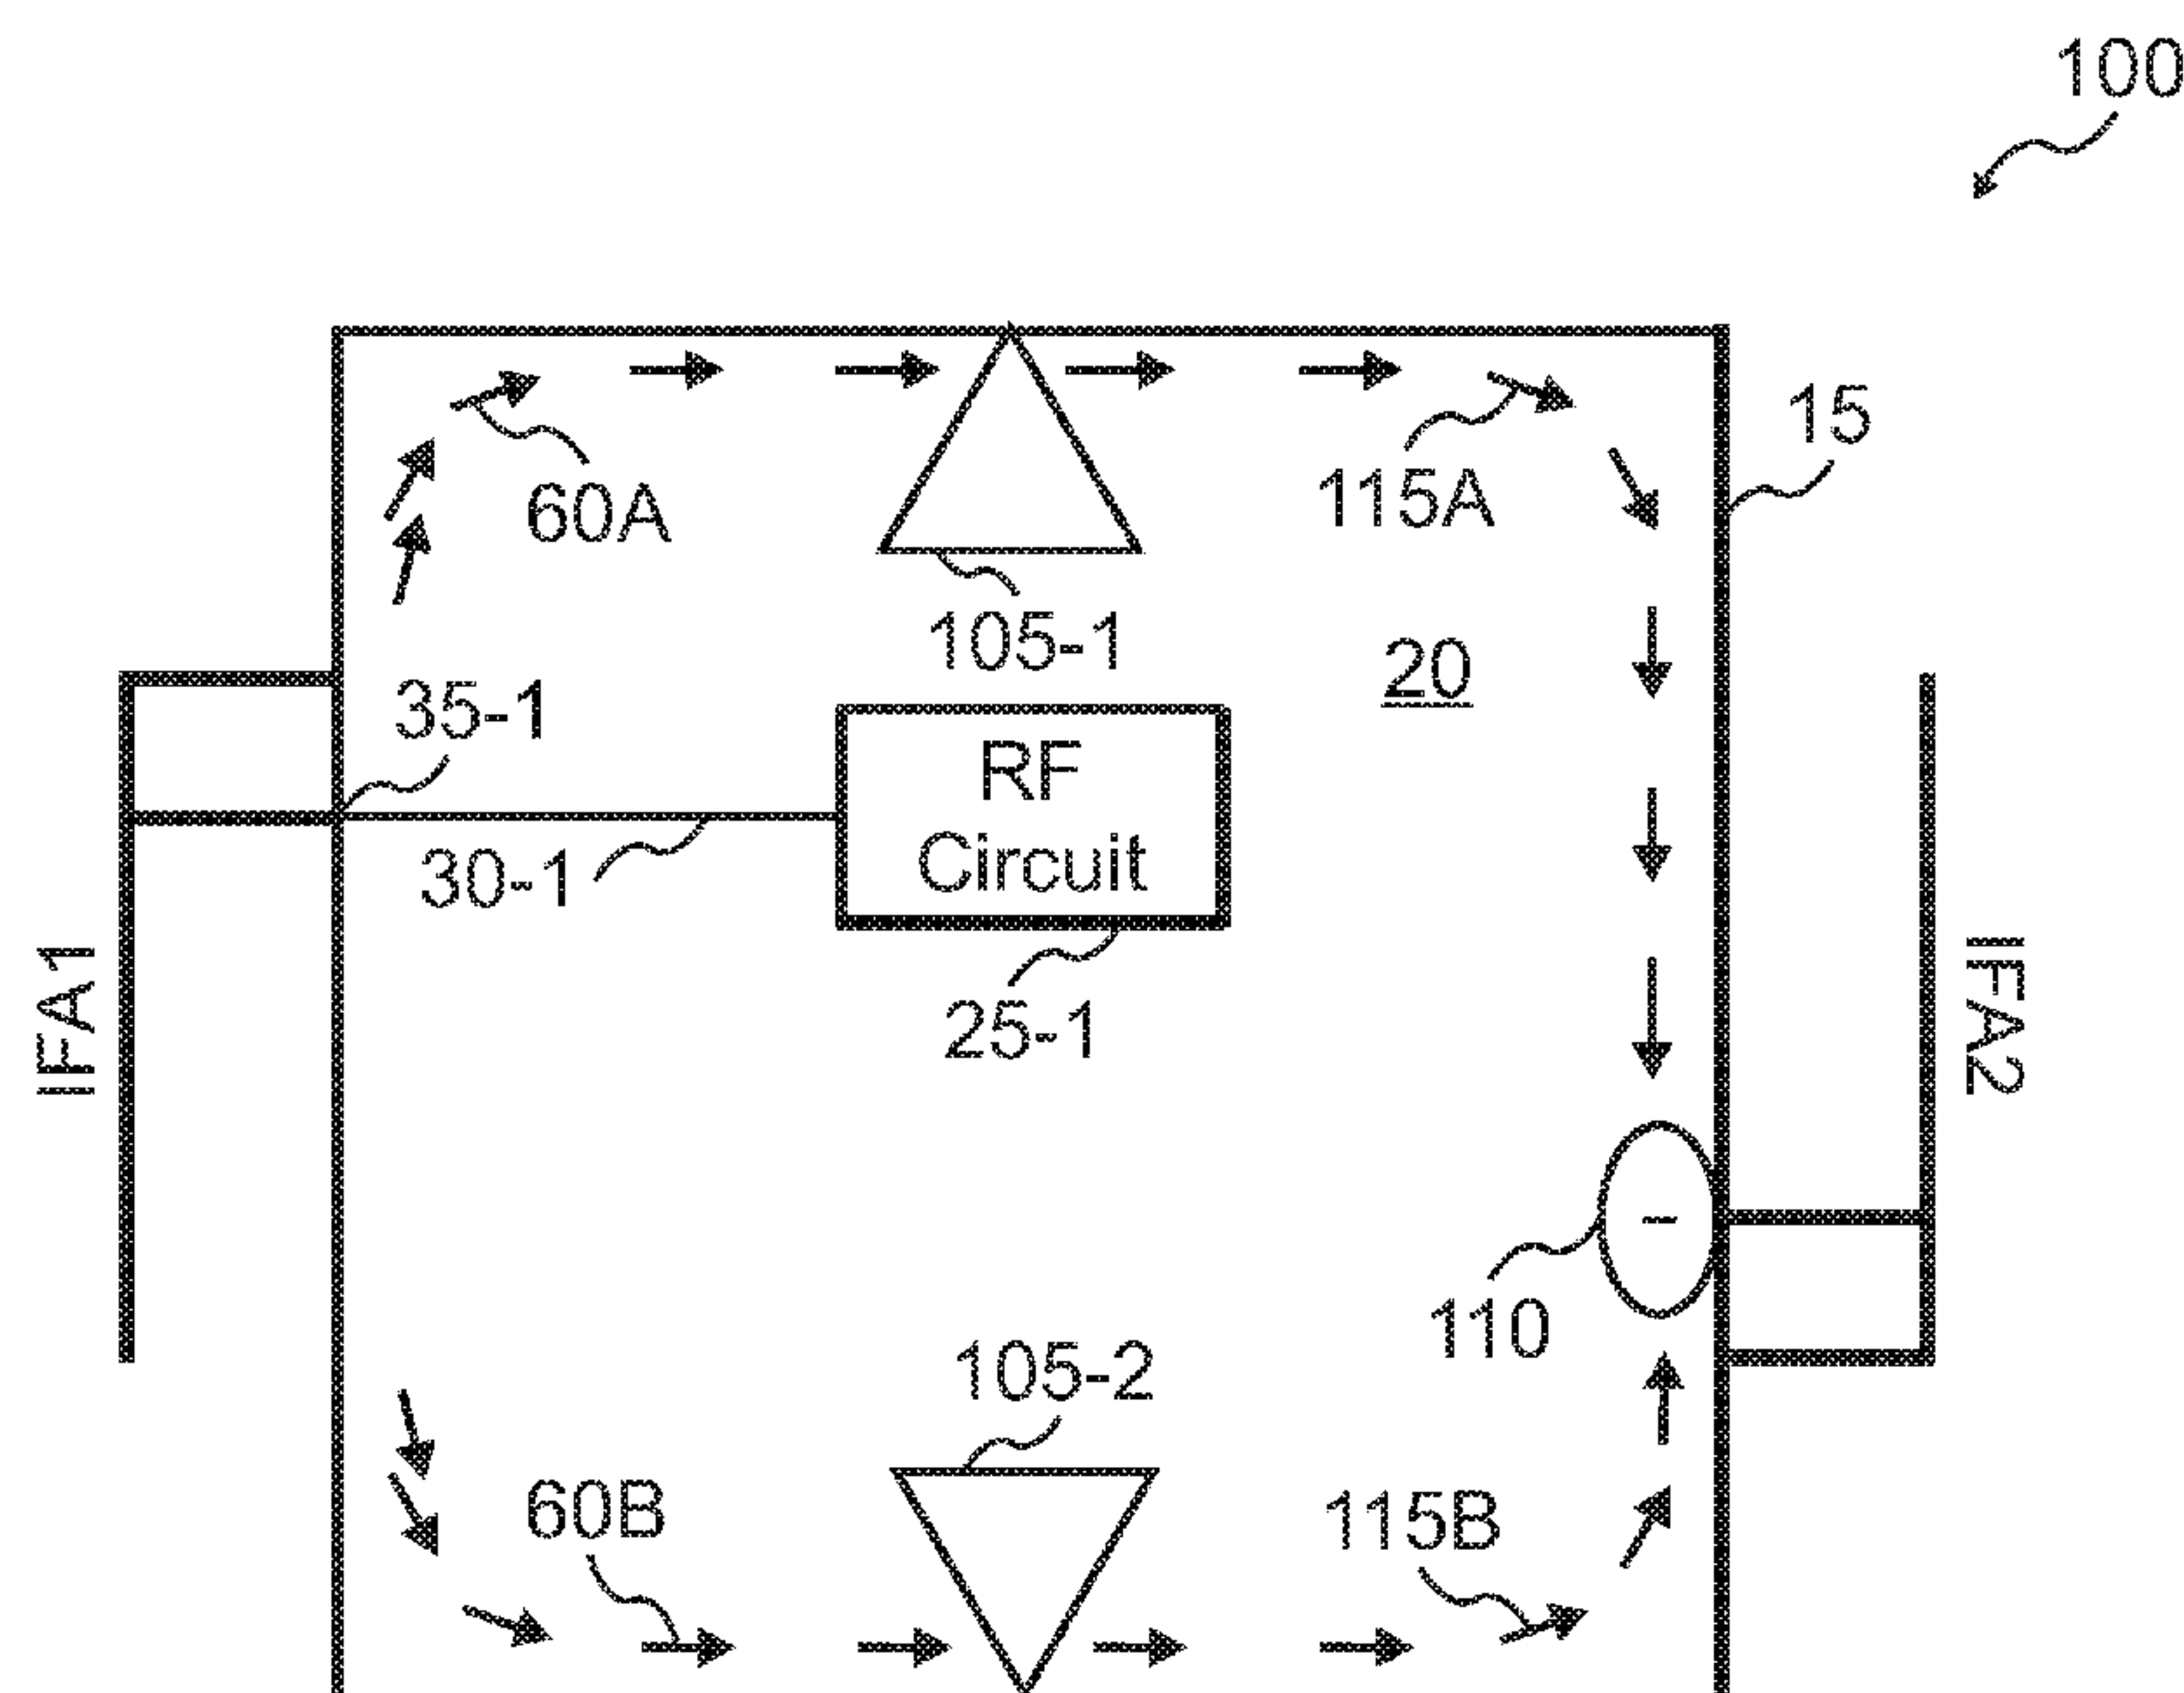 100
15
60A
115A
105-1
20
35-1
RF
Circuit
30-1
25-1
IFA1
IFA2
-
110
105-2
60B
115B